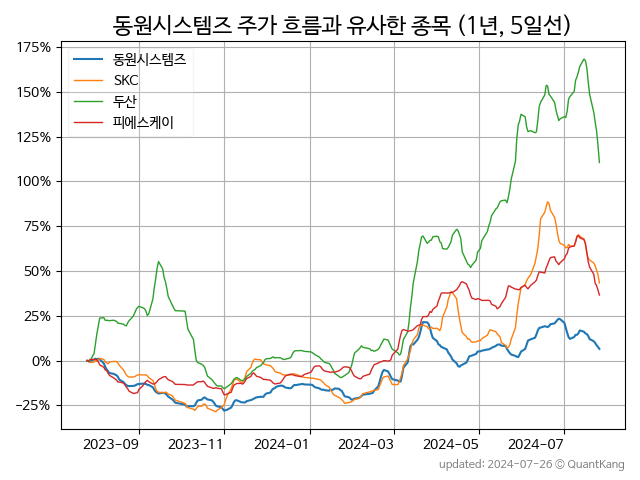 동원시스템즈 주가 흐름과 유사한 종목 (1년, 5일선)
175%
150%
125%
100%
75%
50%
25%
0%
−25%
동원시스템즈
SKC
두산
피에스케이
2023-09
2023-11
2024-01
2024-03
2024-05
2024-07
updated: 2024-07-26 © QuantKang